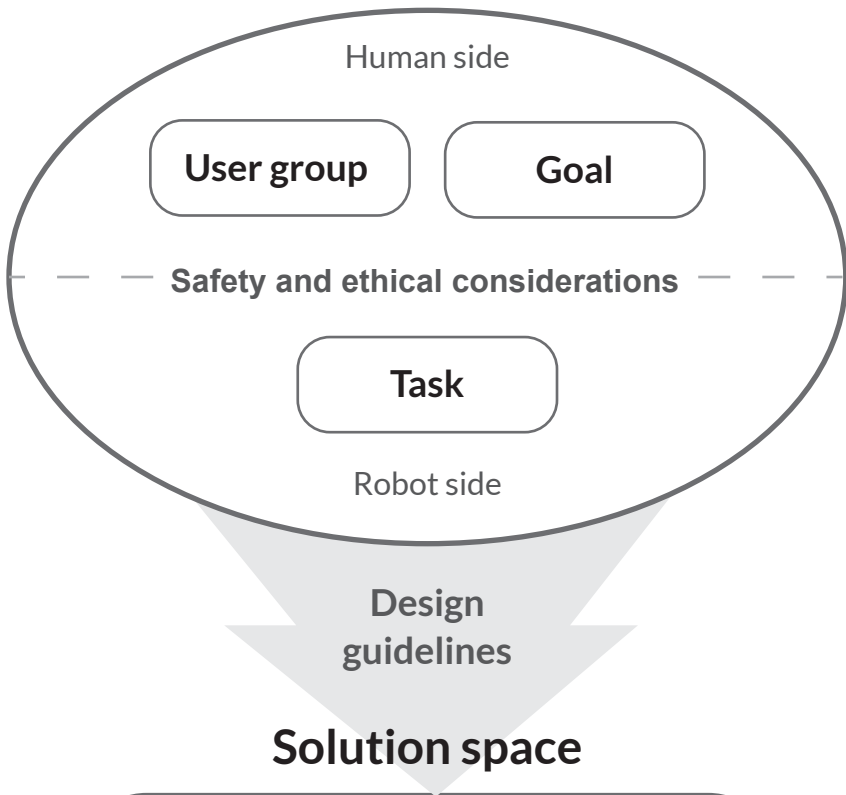 Human side
User group
Goal
Safety and ethical considerations
Task
Robot side
Design
guidelines
Solution space